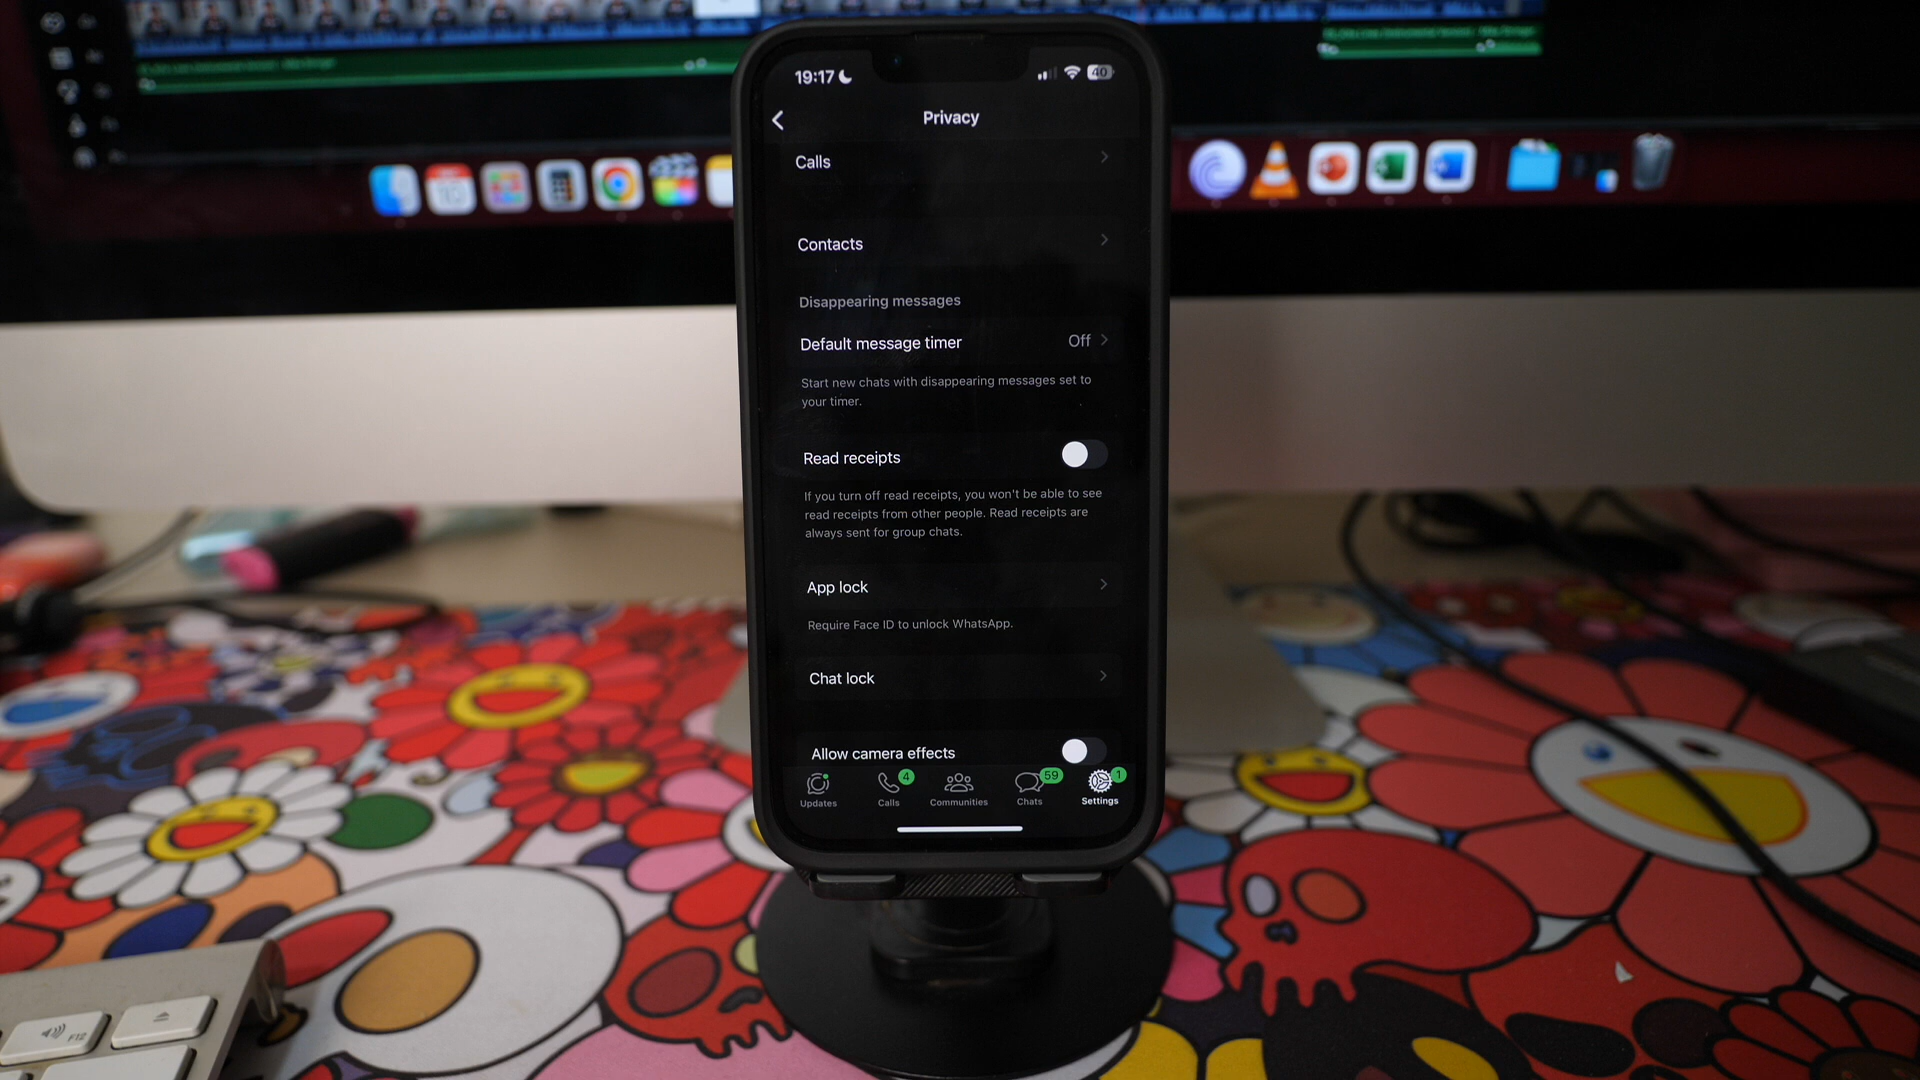 19:17
40
Privacy
Calls
Contacts
Disappearing messages
Default message timer
Off
Start new chats with disappearing messages set to
your timer.
Read receipts
If you turn off read receipts, you won't be able to see
read receipts from other people. Read receipts are
always sent for group chats.
App lock
Require Face ID to unlock WhatsApp.
Chat lock
Allow camera effects
4
59
1
Updates
Calls
Communities
Chats
Settings
F12